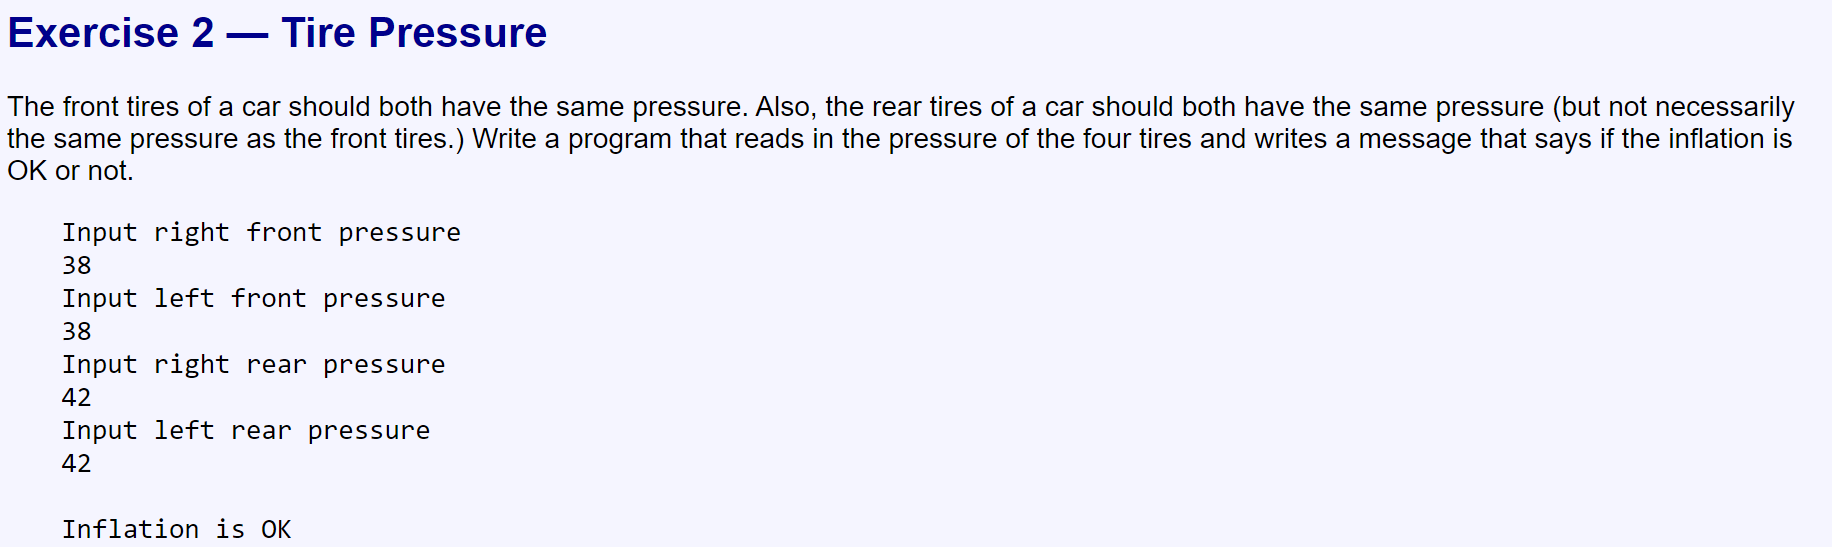 Exercise 2 — Tire Pressure
The front tires of a car should both have the same pressure. Also, the rear tires of a car should both have the same pressure (but not necessarily
the same pressure as the front tires.) Write a program that reads in the pressure of the four tires and writes a message that says if the inflation is
OK or not.
Input right front pressure
38
Input left front pressure
38
Input right rear pressure
42
Input left rear pressure
42
Inflation is OK